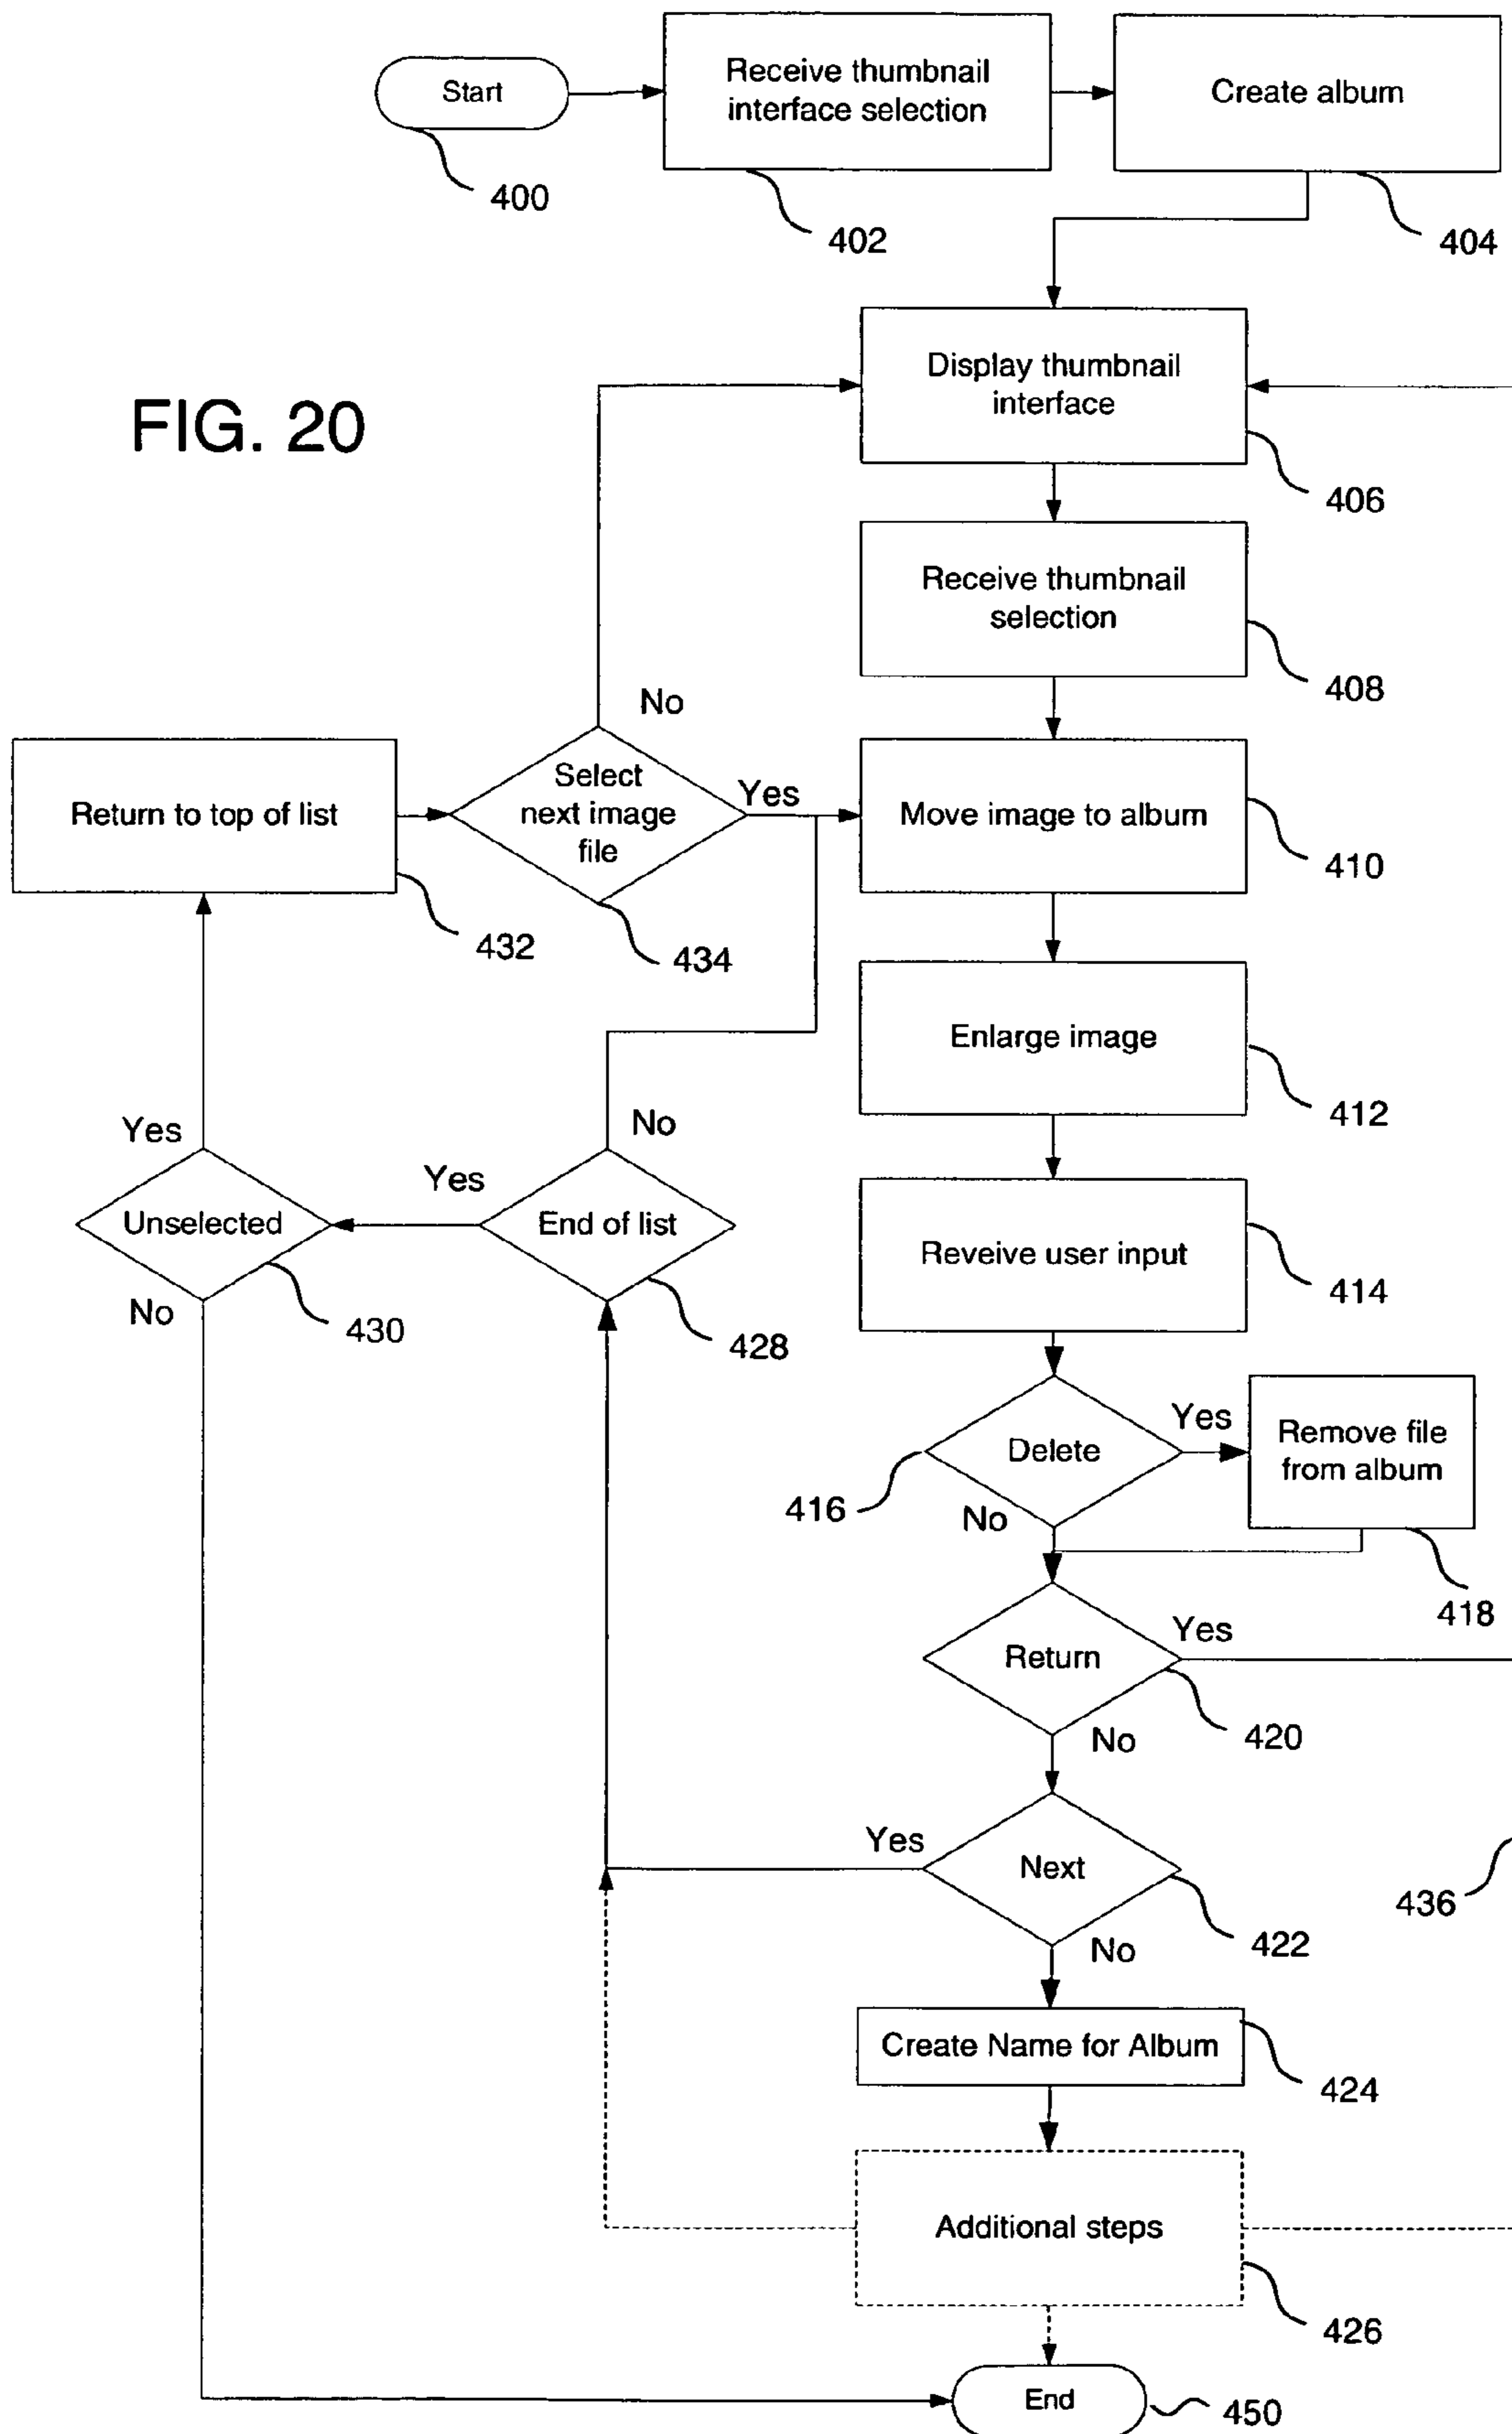 Start
Receive thumbnail
interface selection
Create album
400
402
404
FIG. 20
Display thumbnail
interface
406
Receive thumbnail
selection
408
No
Return to top of list
Select
next image
file
Yes
Move image to album
410
432
434
Enlarge image
412
Yes
No
Yes
Unselected
End of list
Reveive user input
414
No
430
428
Delete
Yes
Remove file
from album
416
No
418
Return
Yes
420
No
Yes
Next
436
422
No
Create Name for Album
424
Additional steps
426
End
450